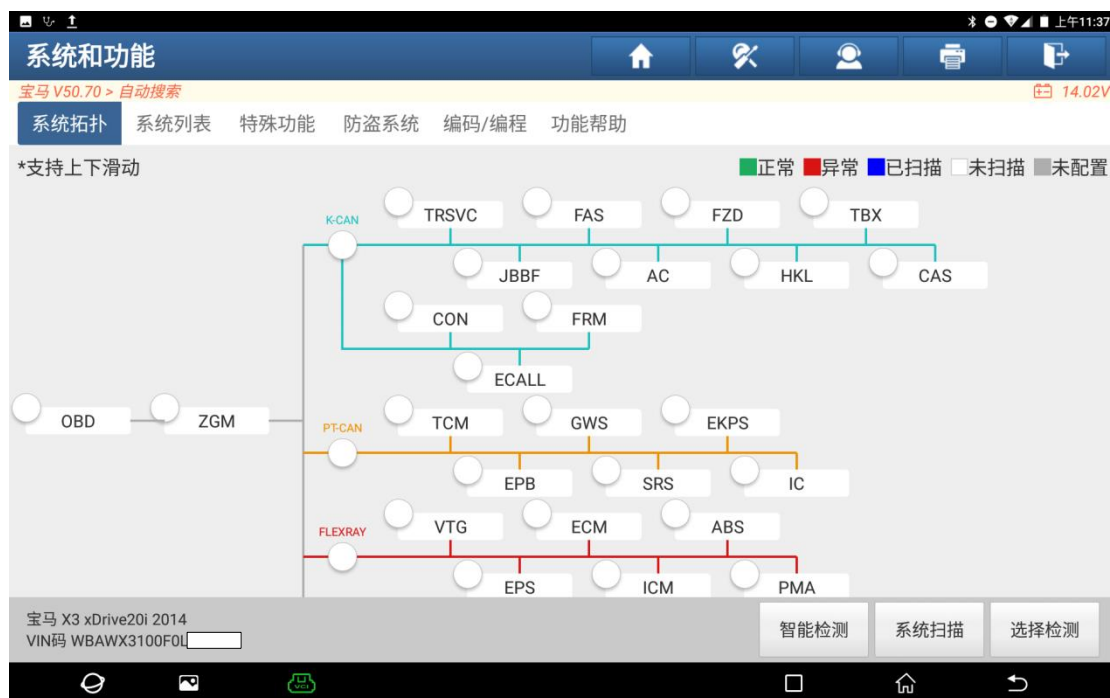 上午11:37
系统和功能
宝马 V50.70 > 自动搜索 14.02V
系统拓扑 系统列表 特殊功能 防盗系统 编码/编程 功能帮助
*支持上下滑动 正常 异常 已扫描 未扫描 未配置
K-CAN TRSVC FAS FZD TBX
JBBF AC HKL CAS
CON FRM
ECALL
OBD ZGM PT-CAN TCM GWS EKPS
EPB SRS IC
FLEXRAY VTG ECM ABS
EPS ICM PMA
宝马 X3 xDrive20i 2014
VIN码 WBAWX3100F0L
智能检测 系统扫描 选择检测
VCI